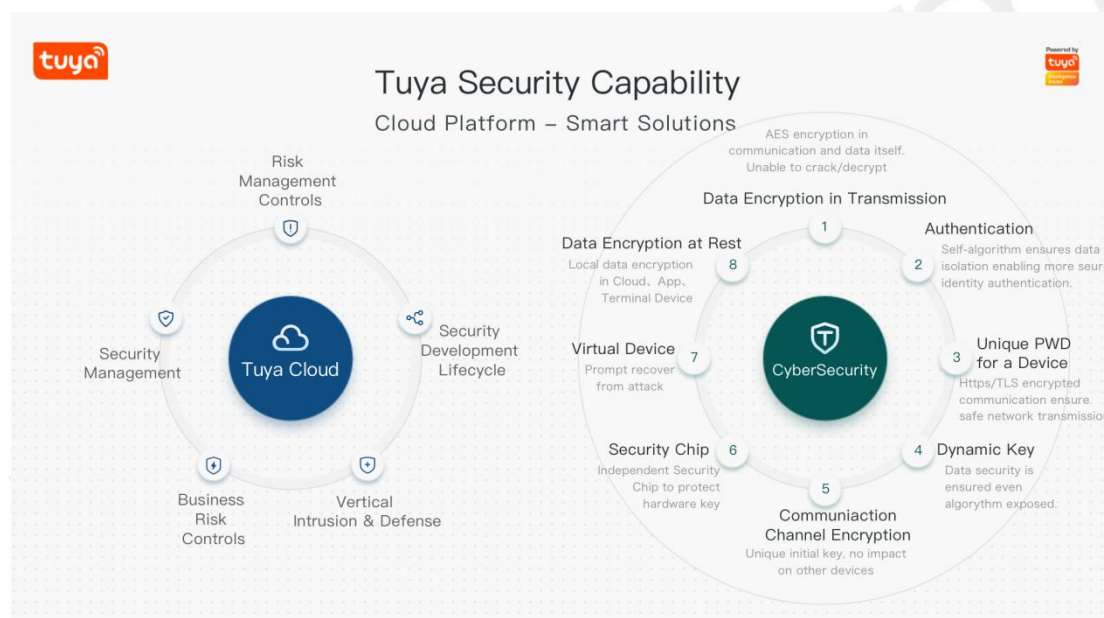 tuya
Powered by
tuya
Tuya Security Capability
Cloud Platform – Smart Solutions
Risk
Management
Controls
Security
Management
Tuya Cloud
Security
Development
Lifecycle
Business
Risk
Controls
Vertical
Intrusion & Defense
AES encryption in
communication and data itself.
Unable to crack/decrypt
Data Encryption in Transmission
1
Authentication
Self-algorithm ensures data
isolation enabling more seur
identity authentication.
2
Unique PWD
for a Device
Https/TLS encrypted
communication ensure
safe network transmission
3
Dynamic Key
Data security is
ensured even
algorythm exposed.
4
5
Communiaction
Channel Encryption
Unique initial key, no impact
on other devices
Security Chip
Independent Security
Chip to protect
hardware key
6
Virtual Device
Prompt recover
from attack
7
Data Encryption at Rest
Local data encryption
in Cloud、App、
Terminal Device
8
CyberSecurity